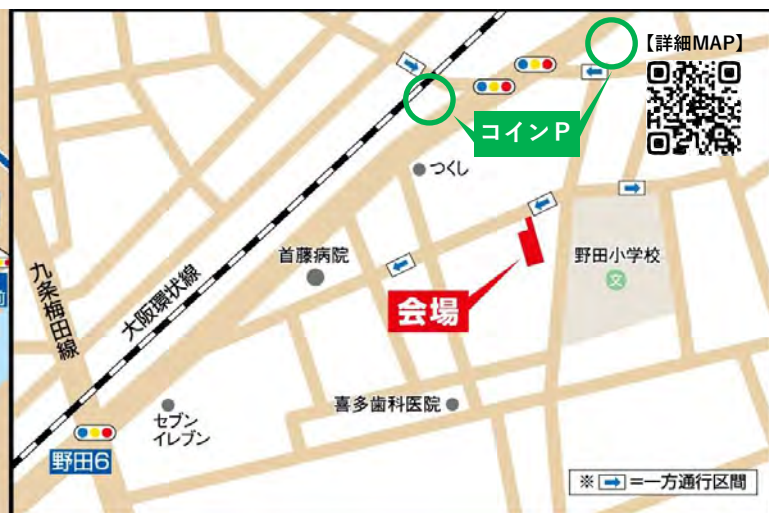 【詳細MAP】
コインP
つくし
首藤病院
野田小学校
文
大阪環状線
九条梅田線
会場
喜多歯科医院
セブン
イレブン
野田6
※ =一方通行区間